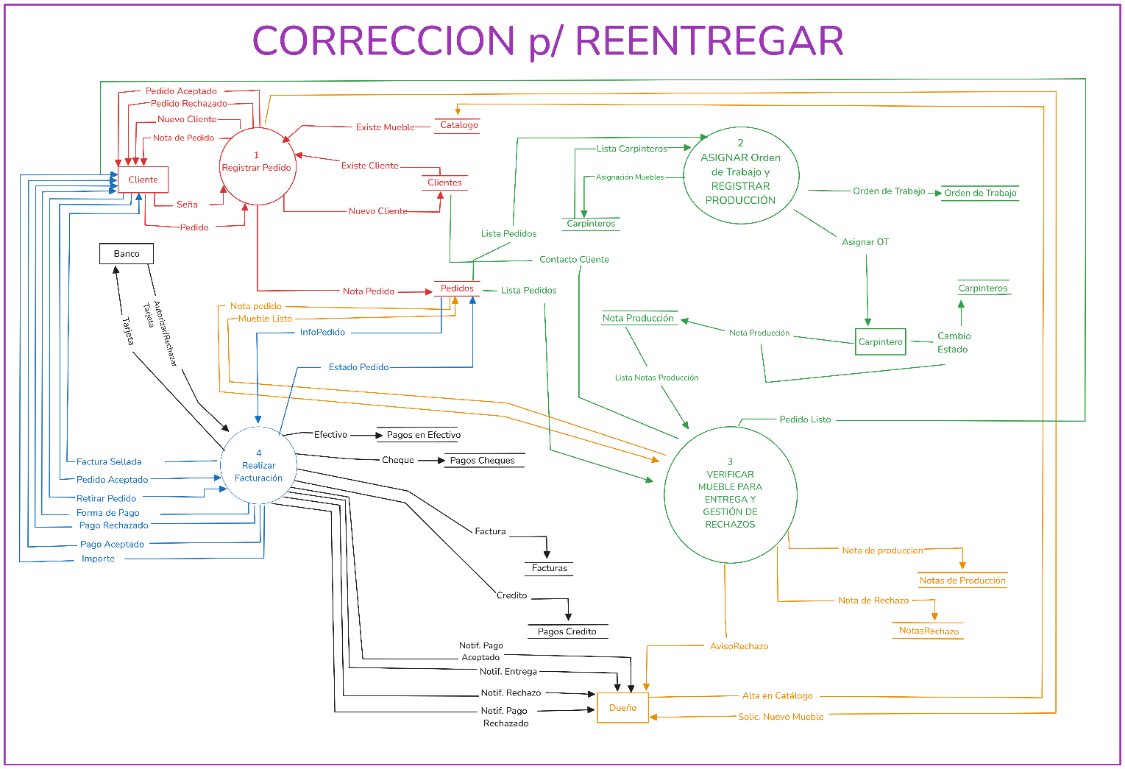 CORRECCION p/ REENTREGAR
Pedido Aceptado
Pedido Rechazado
Nuevo Cliente
Nota de Pedido
Cliente
Seña
Pedido
1
Registrar Pedido
Existe Mueble
Catalogo
Existe Cliente
Clientes
Nuevo Cliente
Lista Carpinteros
Asignación Muebles
Carpinteros
2
ASIGNAR Orden
de Trabajo y
REGISTRAR
PRODUCCIÓN
Orden de Trabajo
Orden de Trabajo
Asignar OT
Lista Pedidos
Contacto Cliente
Banco
Tarjeta
Autorizar/Rechazar
Tarjeta
Nota Pedido
Pedidos
Lista Pedidos
Nota podido
Mueble Listo
InfoPedido
Estado Pedido
Carpinteros
Nota Producción
Nota Producción
Carpintero
Cambio
Estado
Lista Notas Producción
Pedido Listo
4
Realizar
Facturación
Efectivo
Pagos en Efectivo
Cheque
Pagos Cheques
Factura Sellada
Pedido Aceptado
Retirar Pedido
Forma de Pago
Pago Rechazado
Pago Aceptado
Importe
3
VERIFICAR
MUEBLE PARA
ENTREGA Y
GESTIÓN DE
RECHAZOS
Factura
Facturas
Credito
Pagos Credito
Nota de produccion
Notas de Produccion
Nota de Rechazo
NotasRechazo
AvisoRechazo
Notif. Pago
Aceptado
Notif. Entrega
Notif. Rechazo
Notif. Pago
Rechazado
Dueño
Alta en Catálogo
Solic. Nuevo Mueble